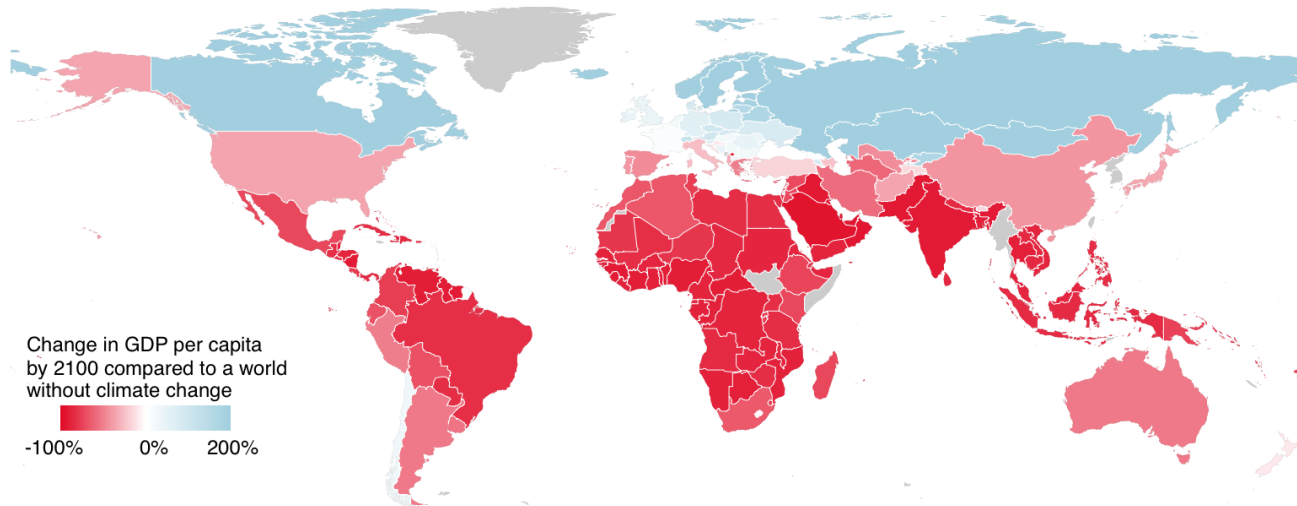 Change in GDP per capita
by 2100 compared to a world
without climate change
-100% 0% 200%